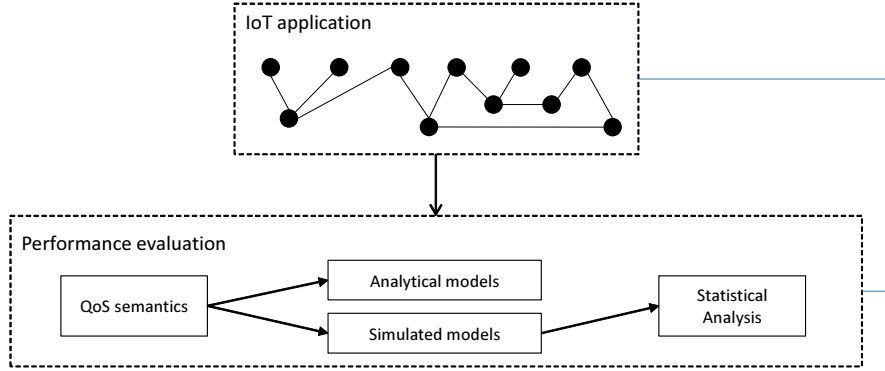 IoT application
Performance evaluation
QoS semantics
Analytical models
Simulated models
Statistical
Analysis